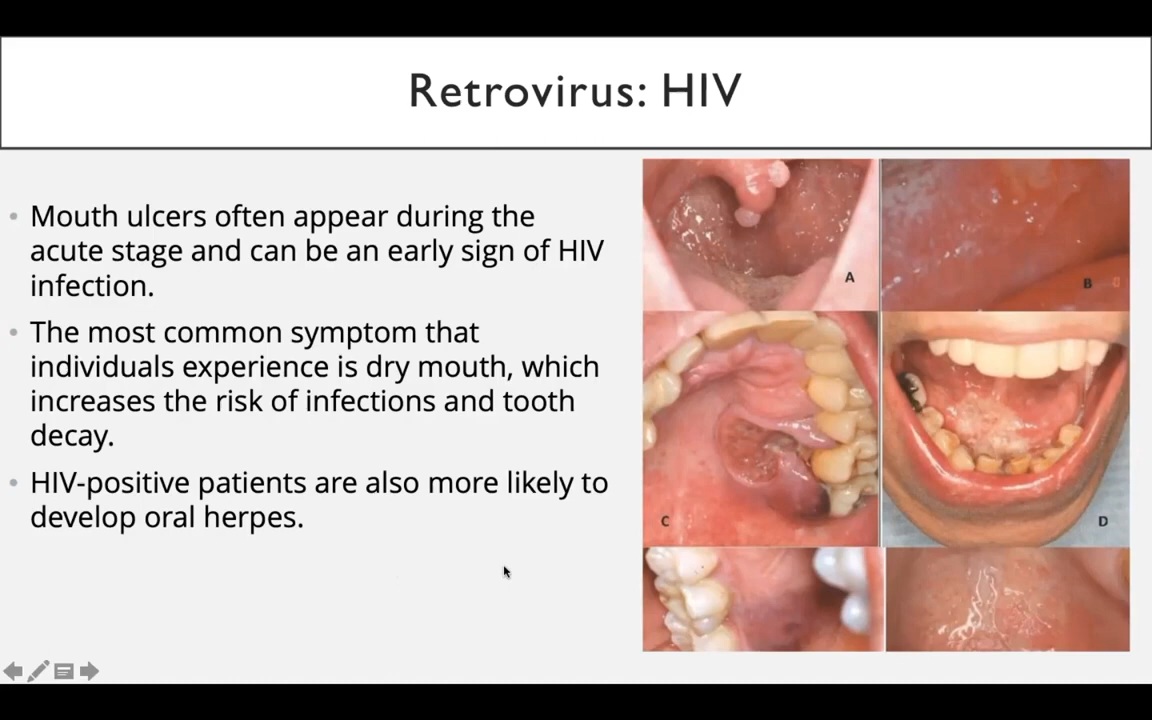 Retrovirus: HIV
Mouth ulcers often appear during the
acute stage and can be an early sign of HIV
infection.
The most common symptom that
individuals experience is dry mouth, which
increases the risk of infections and tooth
decay.
HIV-positive patients are also more likely to
develop oral herpes.
A
B
C
D